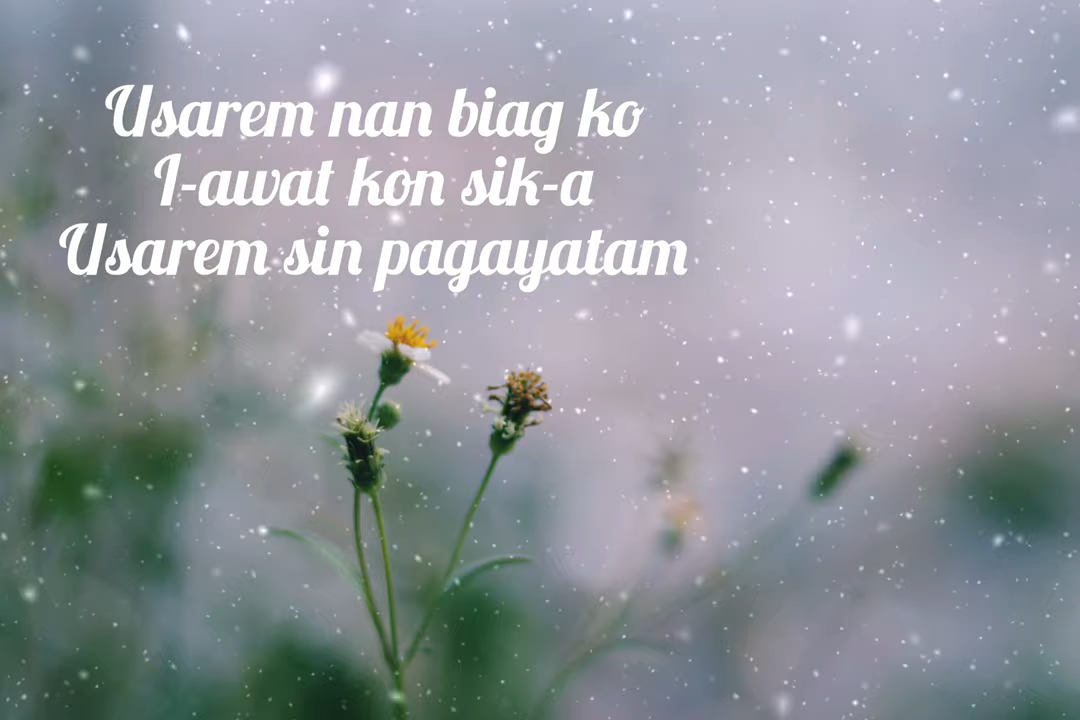 Usarem nan biag ko
I-awat kon sik-a
Usarem sin pagayatam